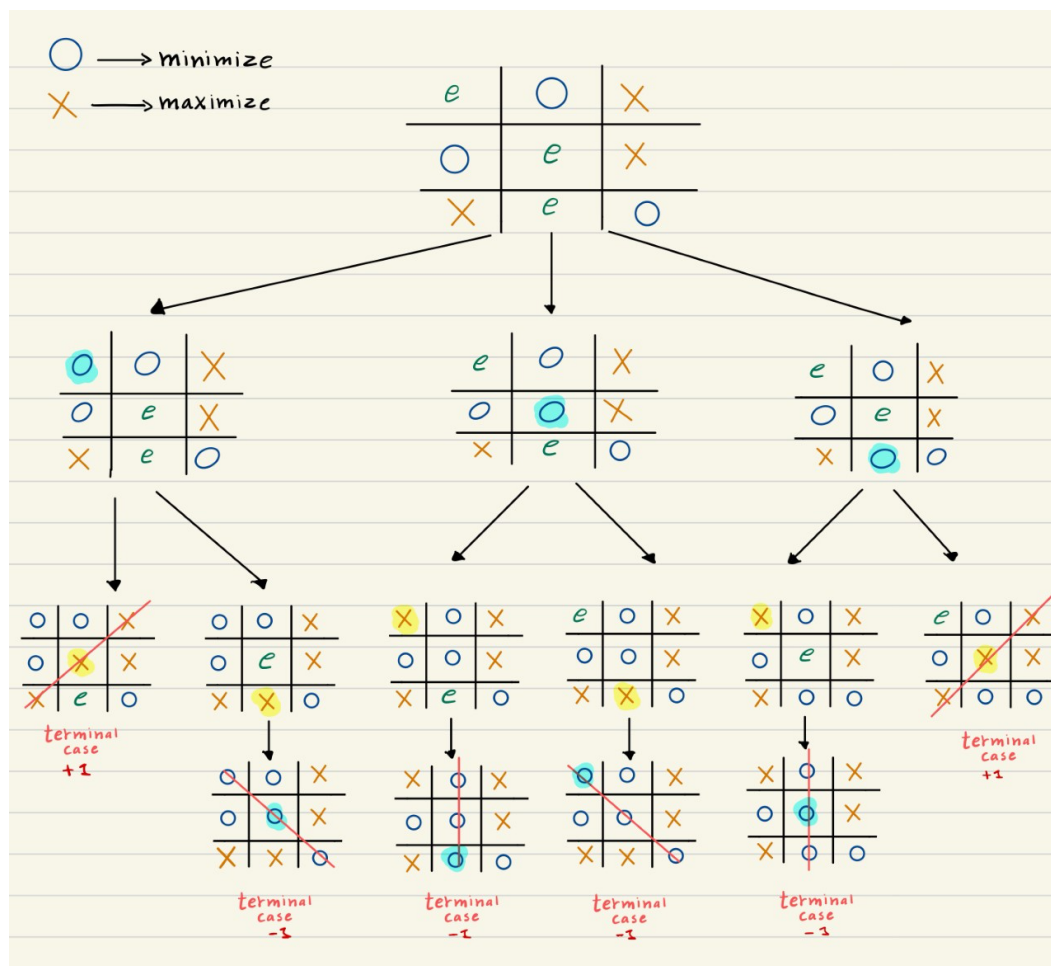 O → minimize
X → maximize
e O X
O e X
X e O
O O X
O e X
X e O
e O X
O O X
X e O
e O X
O e X
X O O
O O X
O X X
X e O
terminal
case
+1
O O X
O e X
X X O
X O X
O O X
X e O
e O X
O O X
X X O
X O X
O e X
X O O
e O X
O X X
X O O
terminal
case
+1
O O X
O O X
X X O
terminal
case
-1
X O X
O O X
X O O
terminal
case
-1
O O X
O O X
X X O
terminal
case
-1
X O X
O O X
X O O
terminal
case
-1